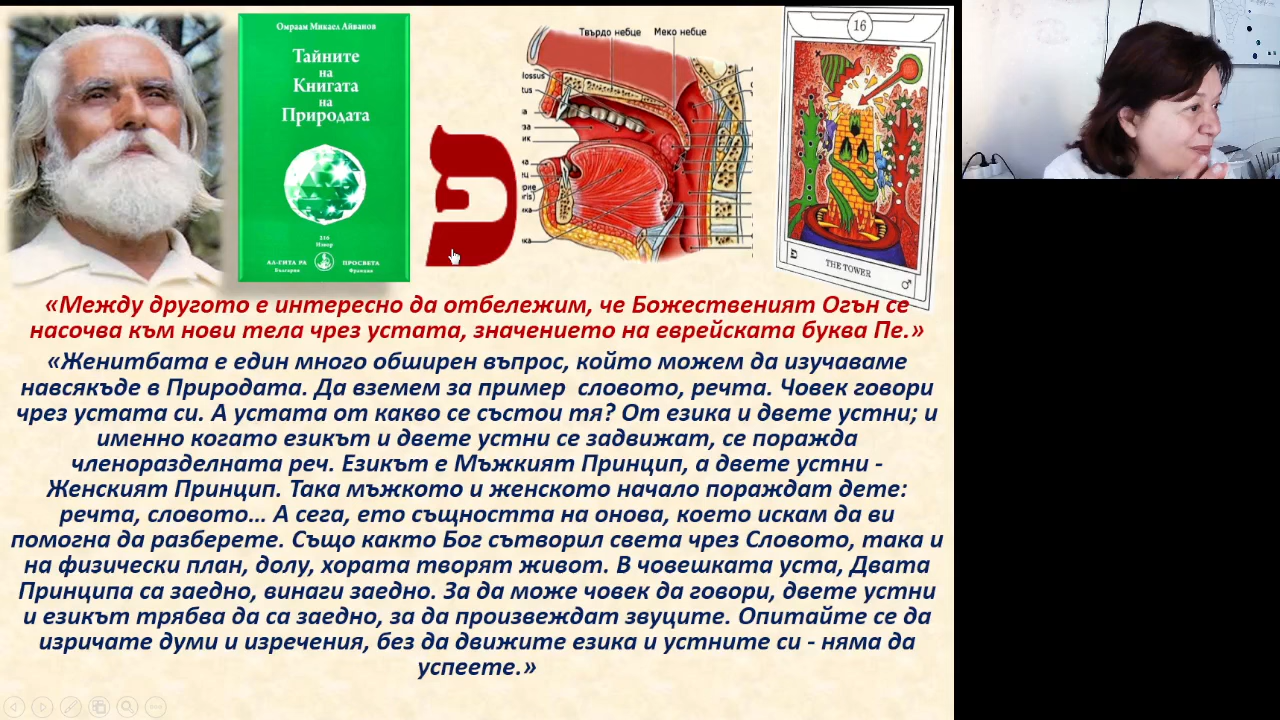 Омраам Микаел Айванов
Тайните
на
Книгата
на
Природата
216
Извор
АЛ-ГИТА РА
България
ПРОСВЕТА
Франция
פ
Твърдо небце
Меко небце
16
THE TOWER
«Между другото е интересно да отбележим, че Божественият Огън се
насочва към нови тела чрез устата, значението на еврейската буква Пе.»
«Женитбата е един много обширен въпрос, който можем да изучаваме
навсякъде в Природата. Да вземем за пример словото, речта. Човек говори
чрез устата си. А устата от какво се състои тя? От езика и двете устни; и
именно когато езикът и двете устни се задвижат, се поражда
членоразделната реч. Езикът е Мъжкият Принцип, а двете устни -
Женският Принцип. Така мъжкото и женското начало пораждат дете:
речта, словото... А сега, ето същността на онова, което искам да ви
помогна да разберете. Също както Бог сътворил света чрез Словото, така и
на физически план, долу, хората творят живот. В човешката уста, Двата
Принципа са заедно, винаги заедно. За да може човек да говори, двете устни
и езикът трябва да са заедно, за да произвеждат звуците. Опитайте се да
изричате думи и изречения, без да движите езика и устните си - няма да
успеете.»